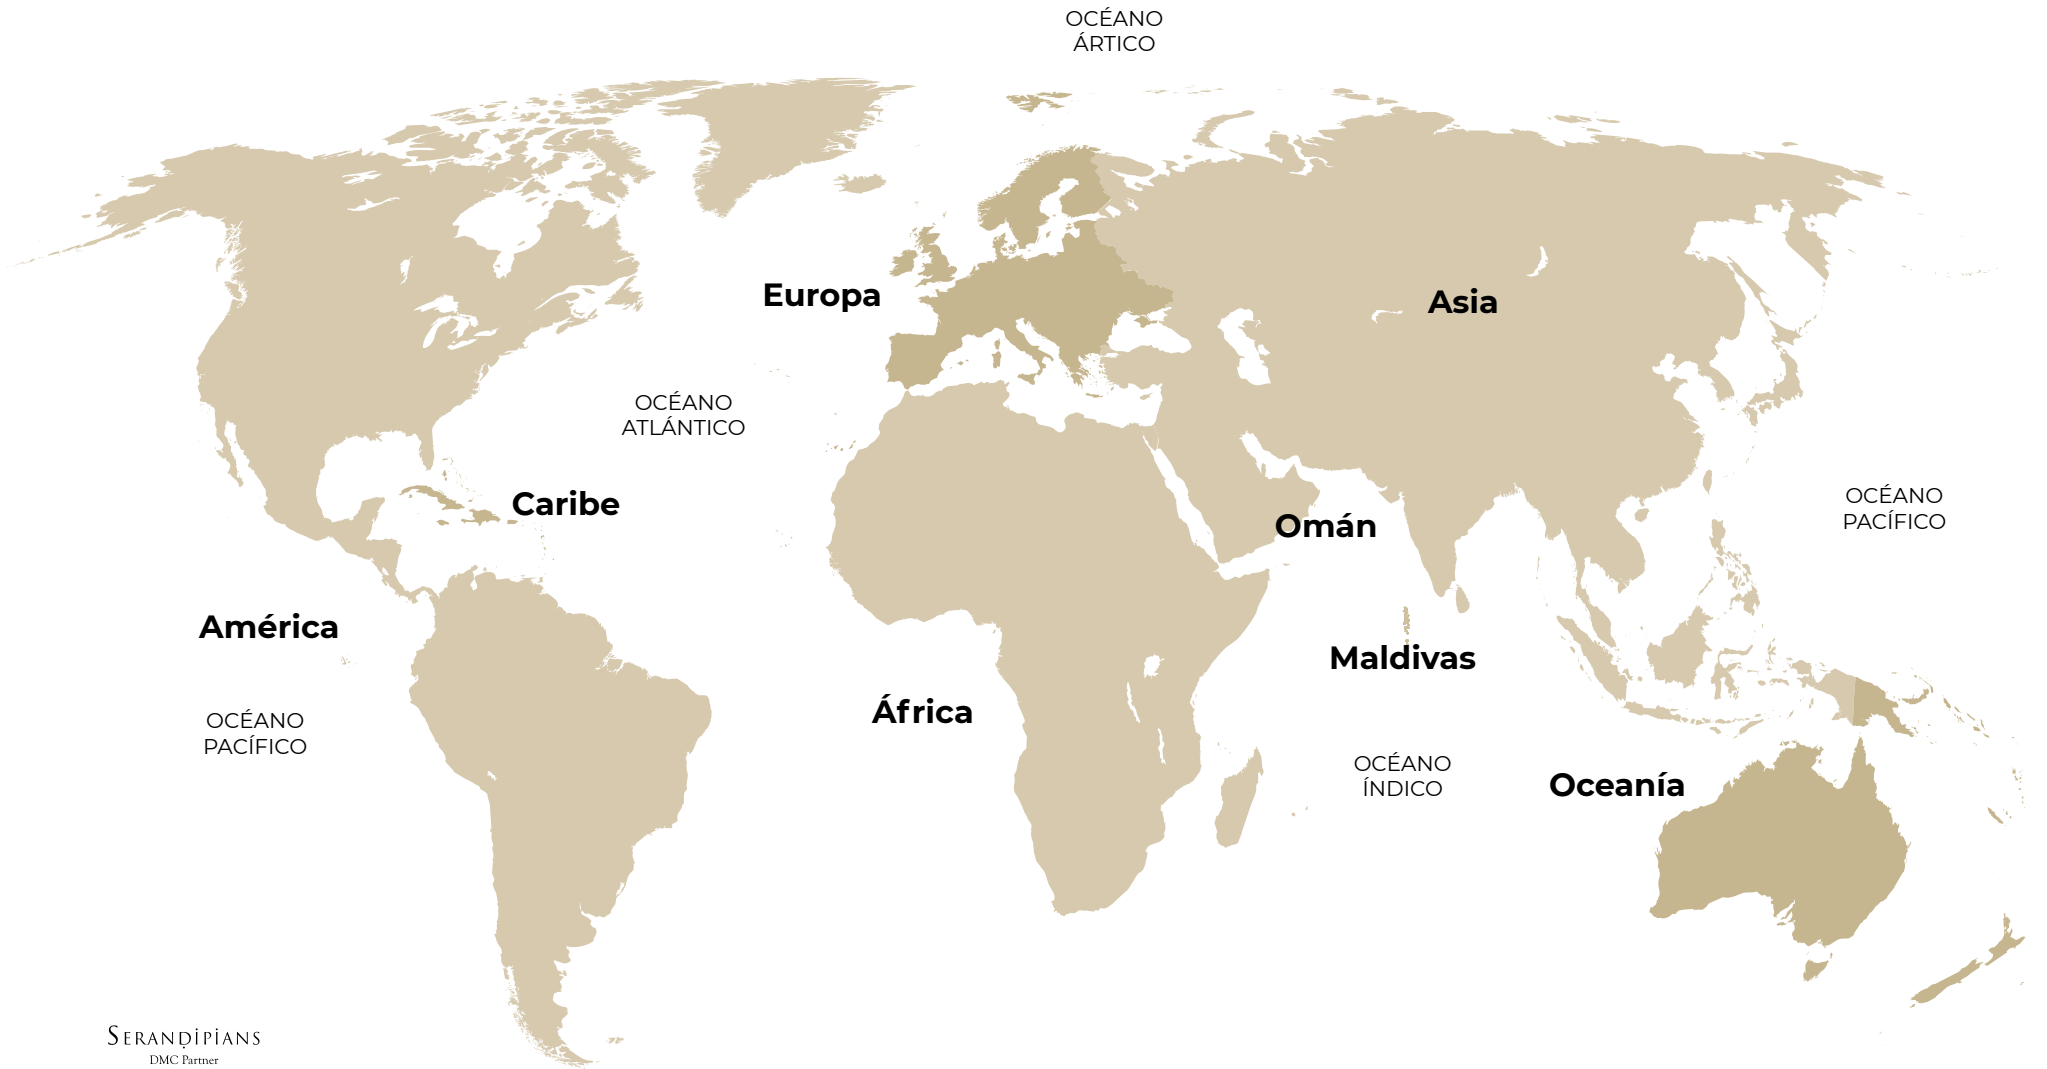 OCÉANO
ÁRTICO
Europa
Asia
OCÉANO
ATLÁNTICO
Caribe
OCÉANO
PACÍFICO
Omán
América
Maldivas
África
OCÉANO
PACÍFICO
OCÉANO
ÍNDICO
Oceanía
SERANDIPIANS
DMC Partner